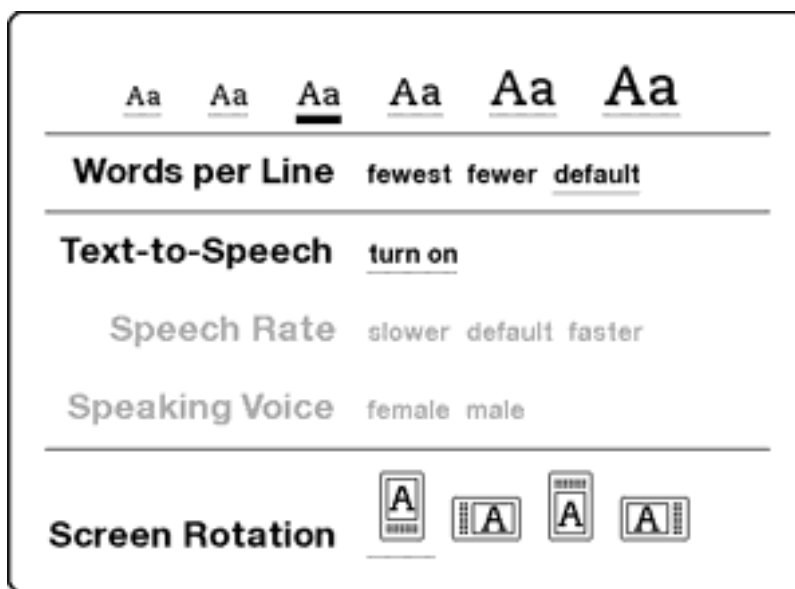 Aa Aa Aa Aa Aa Aa
Words per Line fewest fewer default
Text-to-Speech turn on
Speech Rate slower default faster
Speaking Voice female male
A A A A
Screen Rotation